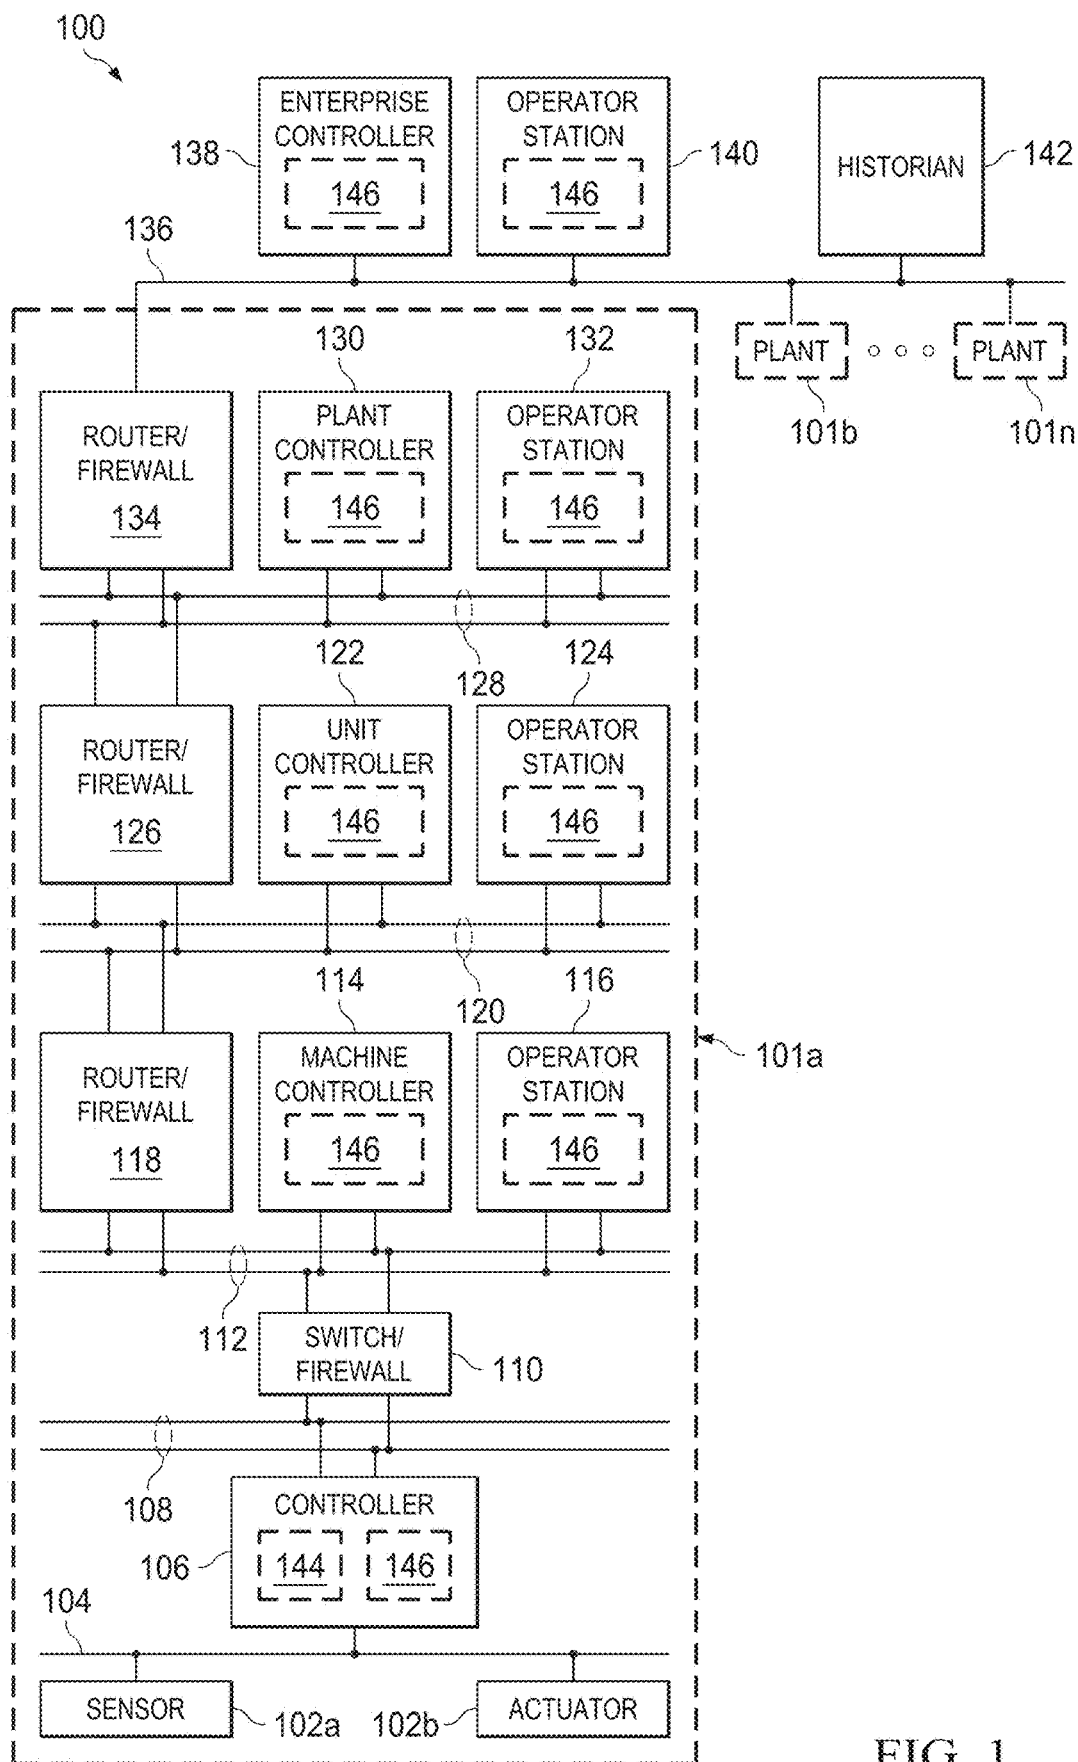 100
ENTERPRISE
CONTROLLER
146
138
OPERATOR
STATION
146
140
HISTORIAN
142
136
PLANT
101b
PLANT
101n
130
132
ROUTER/
FIREWALL
134
PLANT
CONTROLLER
146
OPERATOR
STATION
146
128
122
124
ROUTER/
FIREWALL
126
UNIT
CONTROLLER
146
OPERATOR
STATION
146
120
114
116
ROUTER/
FIREWALL
118
MACHINE
CONTROLLER
146
OPERATOR
STATION
146
101a
112
SWITCH/
FIREWALL
110
108
CONTROLLER
144
146
106
104
SENSOR
102a
102b
ACTUATOR
FIG. 1